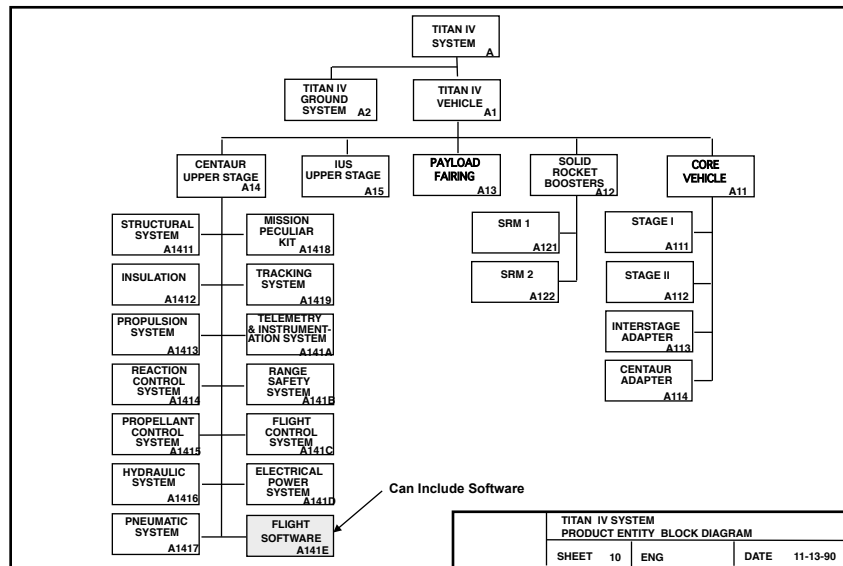 TITAN IV
SYSTEM
A
TITAN IV
GROUND
SYSTEM A2
TITAN IV
VEHICLE
A1
CENTAUR
UPPER STAGE
A14
IUS
UPPER STAGE
A15
PAYLOAD
FAIRING
A13
SOLID
ROCKET
BOOSTERS
A12
CORE
VEHICLE
A11
STRUCTURAL
SYSTEM
A1411
MISSION
PECULIAR
KIT
A1418
INSULATION
A1412
TRACKING
SYSTEM
A1419
PROPULSION
SYSTEM
A1413
TELEMETRY
& INSTRUMENT-
ATION SYSTEM
A141A
REACTION
CONTROL
SYSTEM
A1414
RANGE
SAFETY
SYSTEM
A141B
PROPELLANT
CONTROL
SYSTEM
A1415
FLIGHT
CONTROL
SYSTEM
A141C
HYDRAULIC
SYSTEM
A1416
ELECTRICAL
POWER
SYSTEM
A141D
PNEUMATIC
SYSTEM
A1417
FLIGHT
SOFTWARE
A141E
SRM 1
A121
SRM 2
A122
STAGE I
A111
STAGE II
A112
INTERSTAGE
ADAPTER
A113
CENTAUR
ADAPTER
A114
Can Include Software
TITAN IV SYSTEM
PRODUCT ENTITY BLOCK DIAGRAM
SHEET 10 ENG DATE 11-13-90